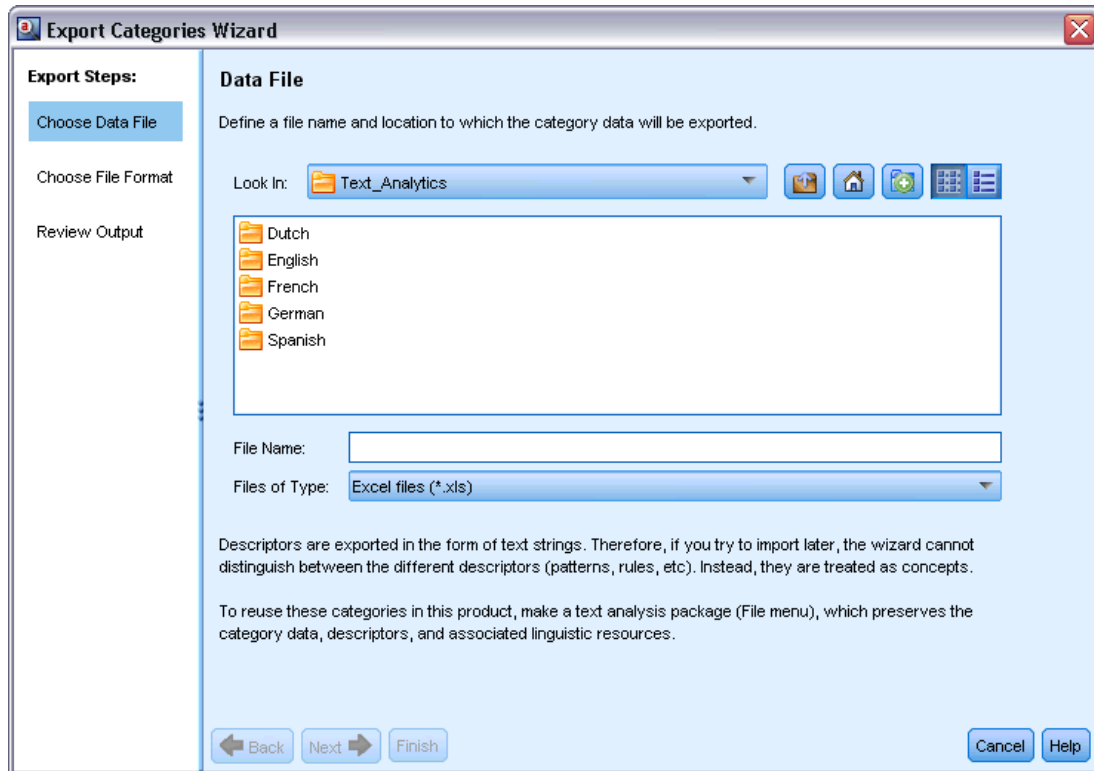 Export Categories Wizard
Export Steps:
Choose Data File
Choose File Format
Review Output
Data File
Define a file name and location to which the category data will be exported.
Look In: Text_Analytics
Dutch
English
French
German
Spanish
File Name:
Files of Type: Excel files (*.xls)
Descriptors are exported in the form of text strings. Therefore, if you try to import later, the wizard cannot
distinguish between the different descriptors (patterns, rules, etc). Instead, they are treated as concepts.
To reuse these categories in this product, make a text analysis package (File menu), which preserves the
category data, descriptors, and associated linguistic resources.
Back Next Finish Cancel Help